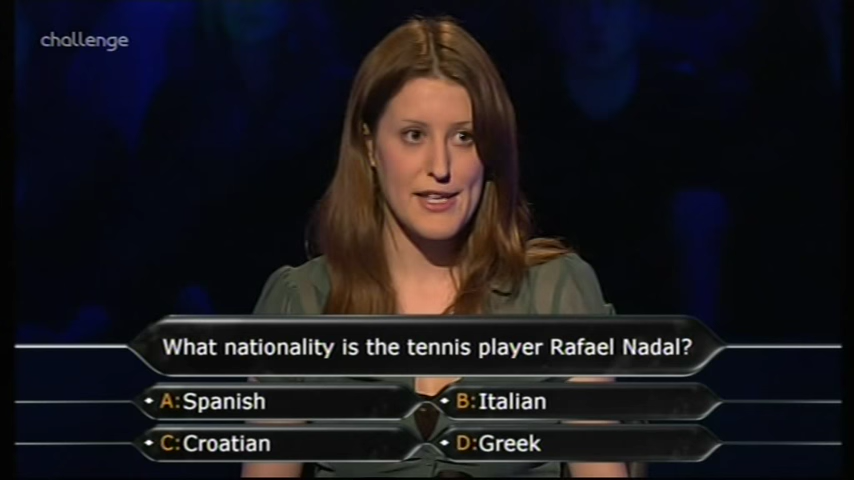 challenge
What nationality is the tennis player Rafael Nadal?
A:Spanish
B:Italian
C:Croatian
D:Greek